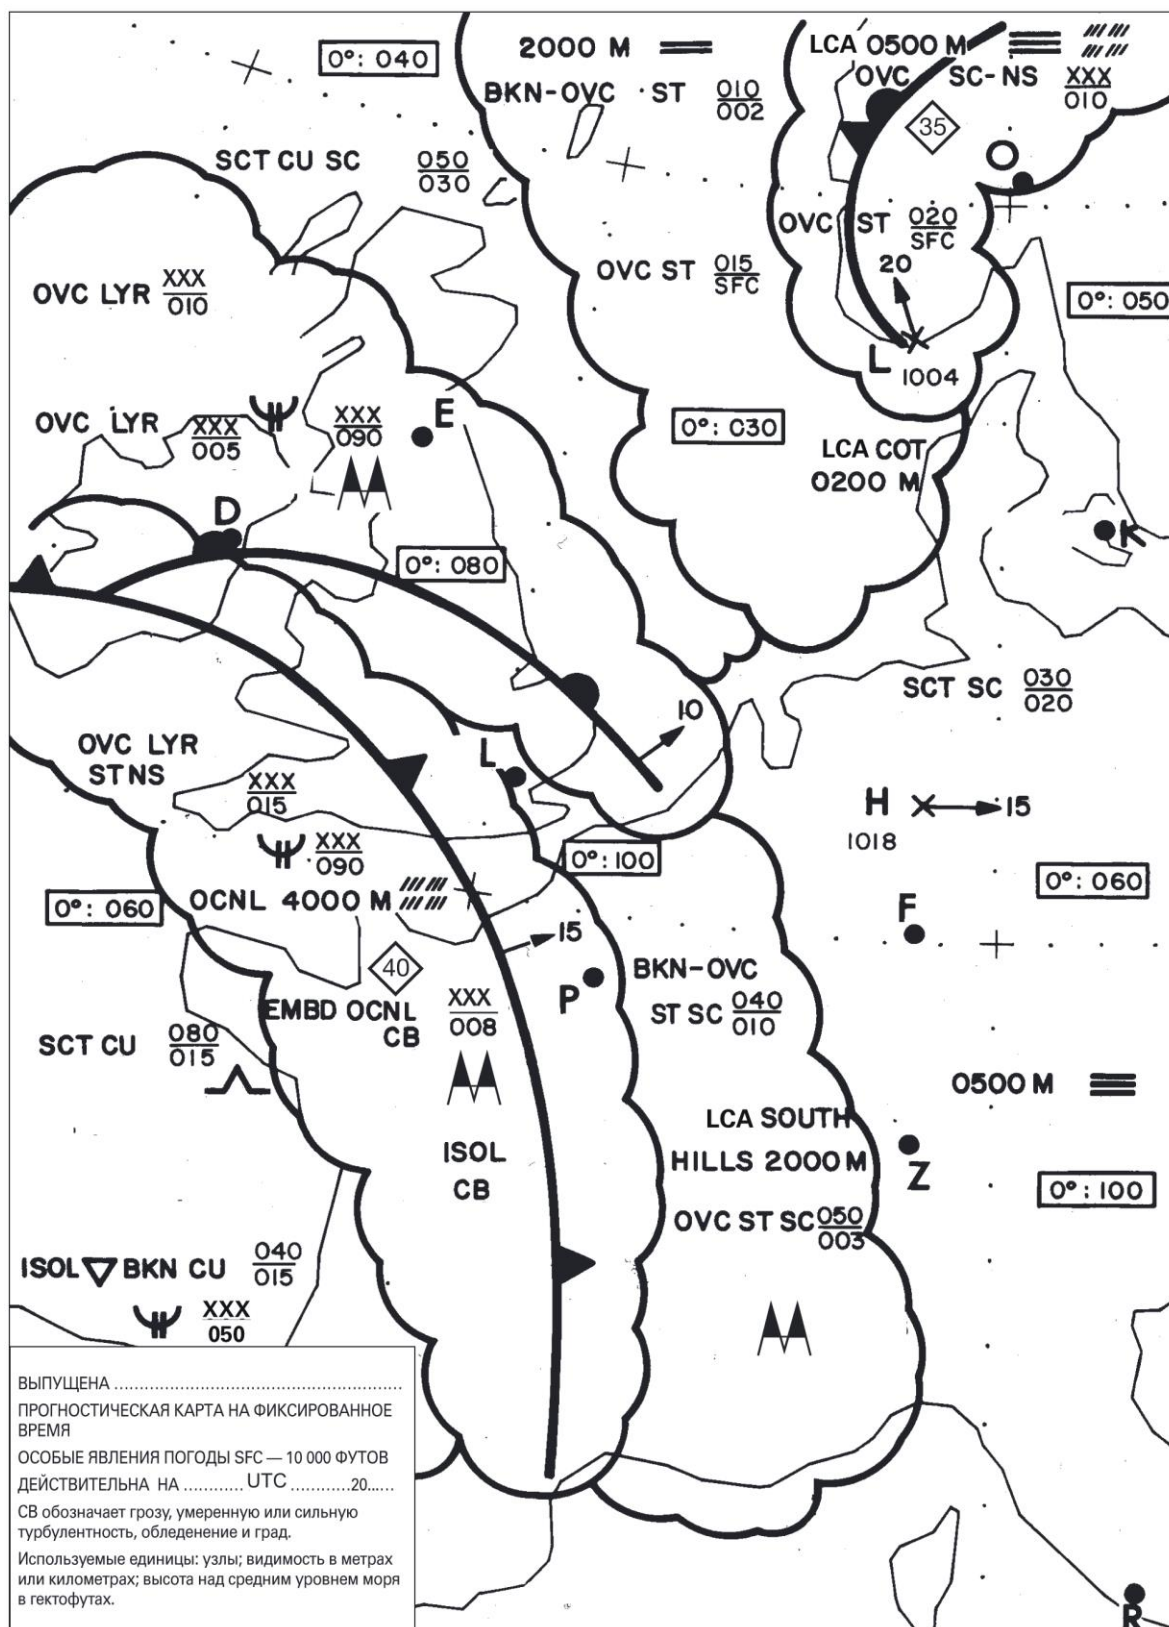 0°: 040
2000 M
LCA 0500 M
OVC SC-NS XXX
010
BKN-OVC ST 010
002
35
SCT CU SC 050
030
O
OVC ST 020
SFC
20
OVC LYR XXX
010
OVC ST 015
SFC
0°: 050
L
1004
OVC LYR XXX
005
XXX
090
E
0°: 030
LCA COT
0200 M
D
K
0°: 080
SCT SC 030
020
10
OVC LYR
STNS
XXX
015
L
H
15
1018
XXX
090
0°: 100
0°: 060
0°: 060
OCNL 4000 M
F
15
40
BKN-OVC
ST SC 040
010
P
EMBD OCNL
CB
XXX
008
SCT CU 080
015
0500 M
LCA SOUTH
HILLS 2000 M
Z
ISOL
CB
0°: 100
OVC ST SC 050
003
ISOL BKN CU 040
015
XXX
050
ВЫПУЩЕНА ........................................................
ПРОГНОСТИЧЕСКАЯ КАРТА НА ФИКСИРОВАННОЕ
ВРЕМЯ
ОСОБЫЕ ЯВЛЕНИЯ ПОГОДЫ SFC — 10 000 ФУТОВ
ДЕЙСТВИТЕЛЬНА НА ............ UTC ............20......
СВ обозначает грозу, умеренную или сильную
турбулентность, обледенение и град.
Используемые единицы: узлы; видимость в метрах
или километрах; высота над средним уровнем моря
в гектофутах.
R